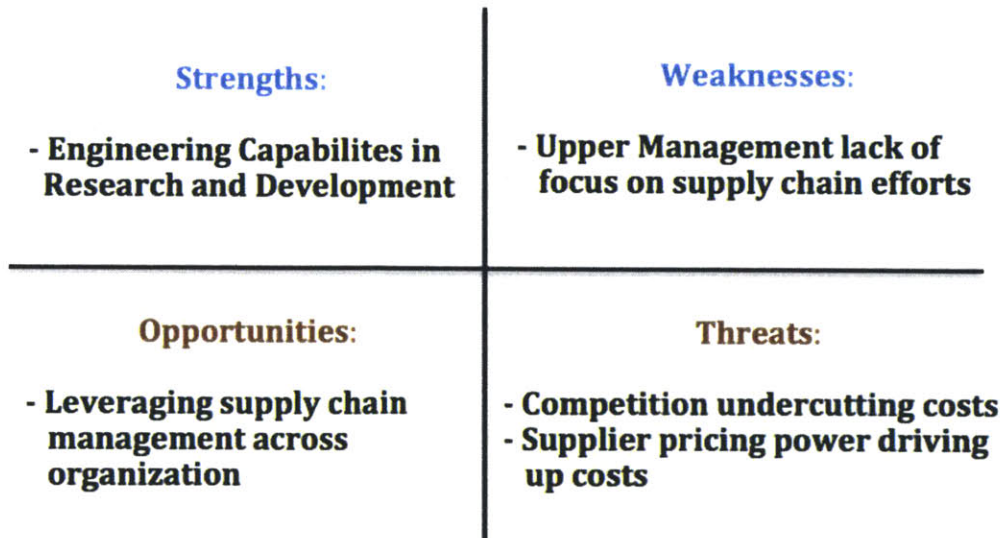 Strengths:
- Engineering Capabilites in
Research and Development
Weaknesses:
- Upper Management lack of
focus on supply chain efforts
Opportunities:
- Leveraging supply chain
management across
organization
Threats:
- Competition undercutting costs
- Supplier pricing power driving
up costs